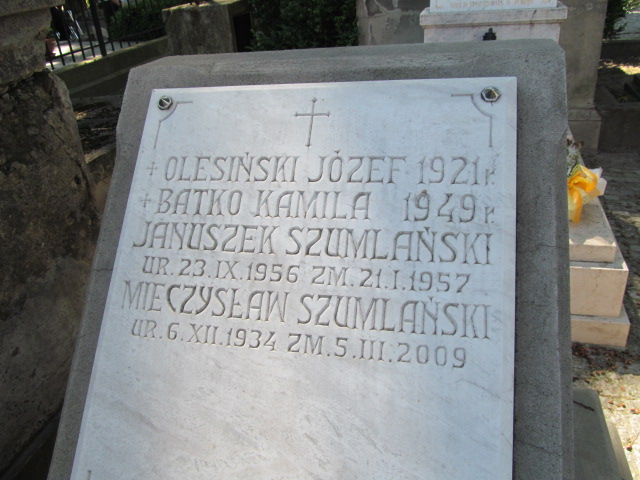 + OLESIŃSKI JÓZEF 1921 r.
+ BATKO KAMILA 1949 r.
JANUSZEK SZUMLAŃSKI
UR. 23.IX.1956 ZM. 21.I.1957
MIECZYSŁAW SZUMLAŃSKI
UR. 6.XII.1934 ZM. 5.III.2009